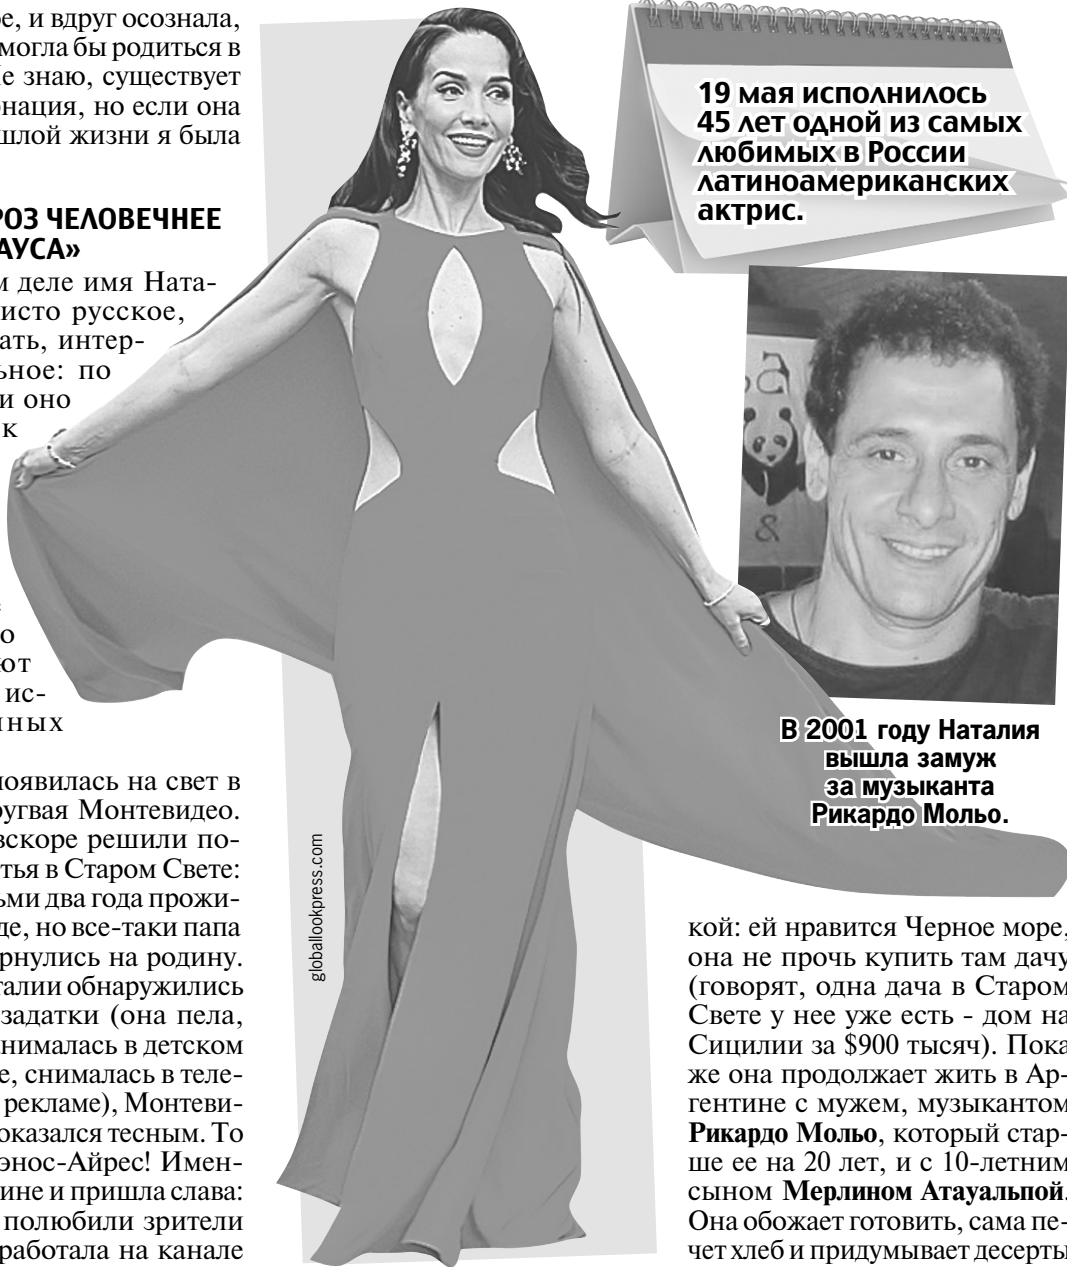 ре, и вдруг осознала,
могла бы родиться в
знаю, существует
но если она
шлой жизни я была
РОЗ ЧЕЛОВЕЧНЕЕ
АУСА»
м деле имя Ната-
исто русское,
ать, интер-
ьное: по
и оно
к
о
ют
ис-
нных
появилась на свет в
ругвая Монтевидео.
вскоре решили по-
тья в Старом Свете:
ьми два года прожи-
де, но все-таки папа
рнулись на родину.
талии обнаружились
задатки (она пела,
нималась в детском
е, снималась в теле-
рекламе), Монтеви-
оказался тесным. То
энос-Айрес! Имен-
ине и пришла слава:
полюбили зрители
работала на канале
globallookpress.com
19 мая исполнилось
45 лет одной из самых
любимых в России
латиноамериканских
актрис.
&
В 2001 году Наталия
вышла замуж
за музыканта
Рикардо Мольо.
кой: ей нравится Черное море,
она не прочь купить там дачу
(говорят, одна дача в Старом
Свете у нее уже есть - дом на
Сицилии за $900 тысяч). Пока
же она продолжает жить в Ар-
гентине с мужем, музыкантом
Рикардо Мольо, который стар-
ше ее на 20 лет, и с 10-летним
сыном Мерлином Атауальпой.
Она обожает готовить, сама пе-
чет хлеб и придумывает десерты